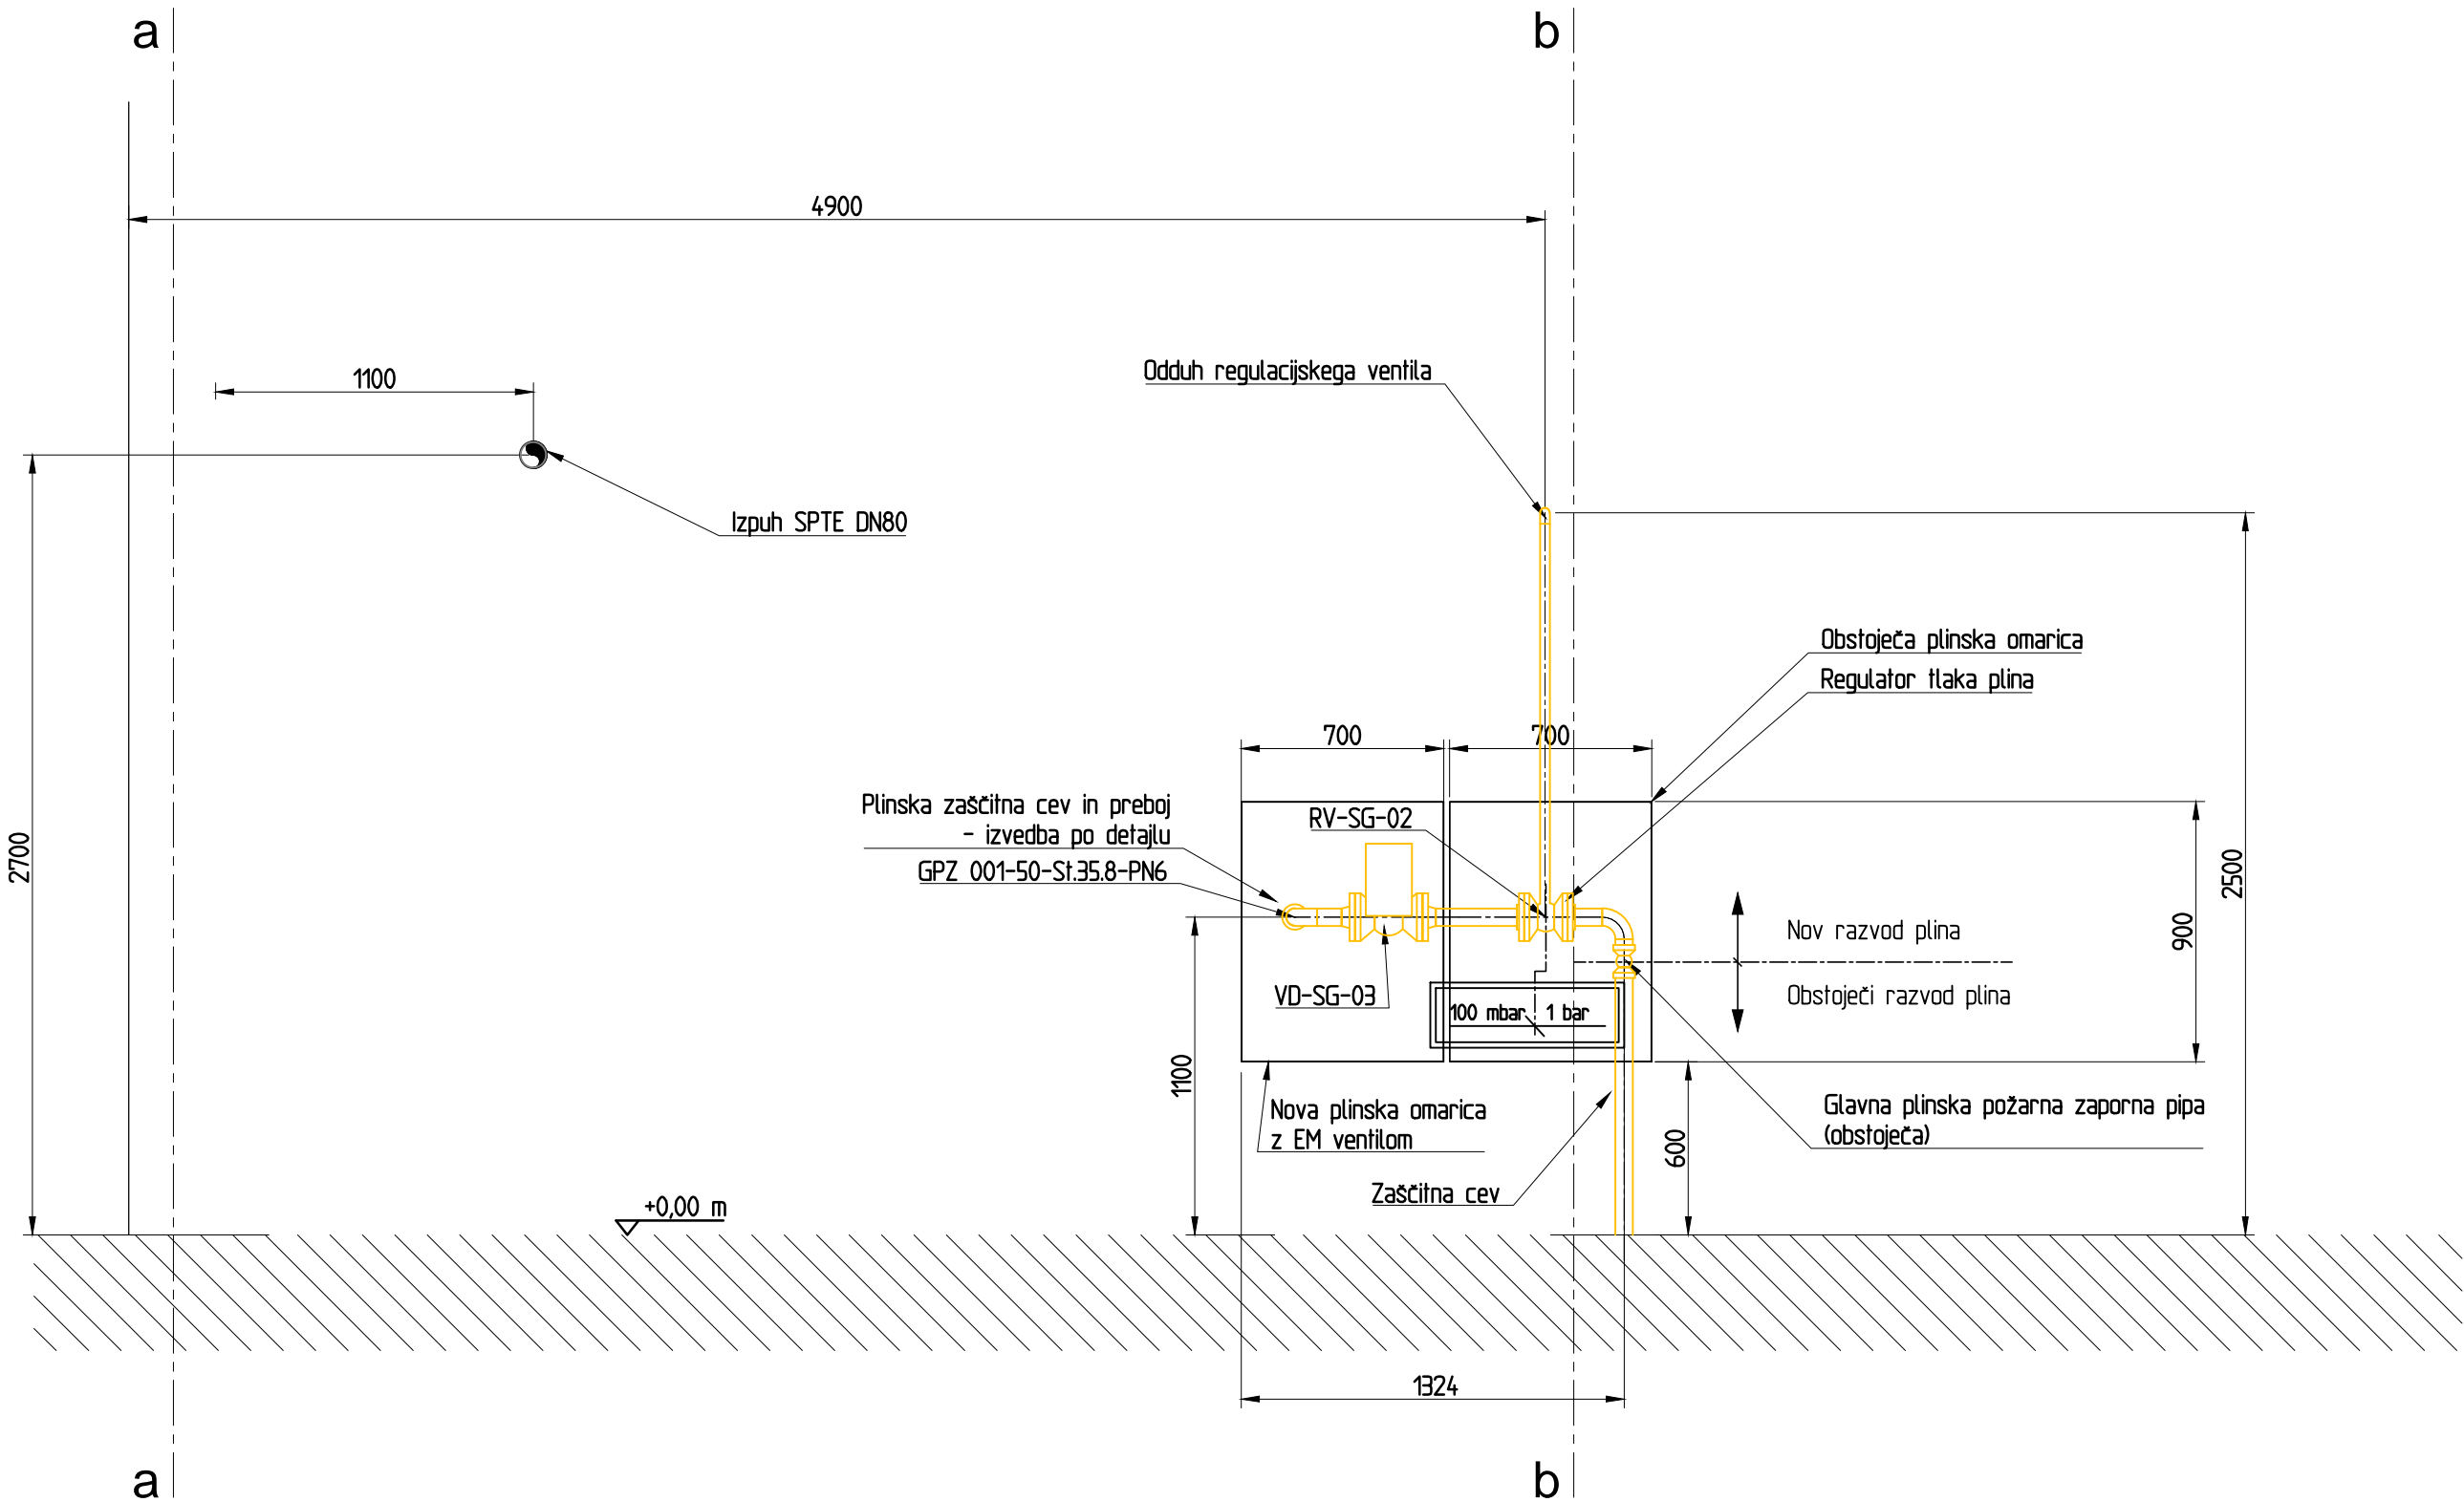 a
b
4900
1100
Odduh regulacijskega ventila
Izpuh SPTE DN80
Obstoječa plinska omarica
Regulator tlaka plina
700
700
Plinska zaščitna cev in preboj
- izvedba po detajlu
RV-SG-02
GPZ 001-50-St.35.8-PN6
2700
2500
900
Nov razvod plina
VD-SG-03
Obstoječi razvod plina
100 mbar
1 bar
1100
Nova plinska omarica
z EM ventilom
Glavna plinska požarna zaporna pipa
(obstoječa)
600
Zaščitna cev
+0,00 m
1324
a
b